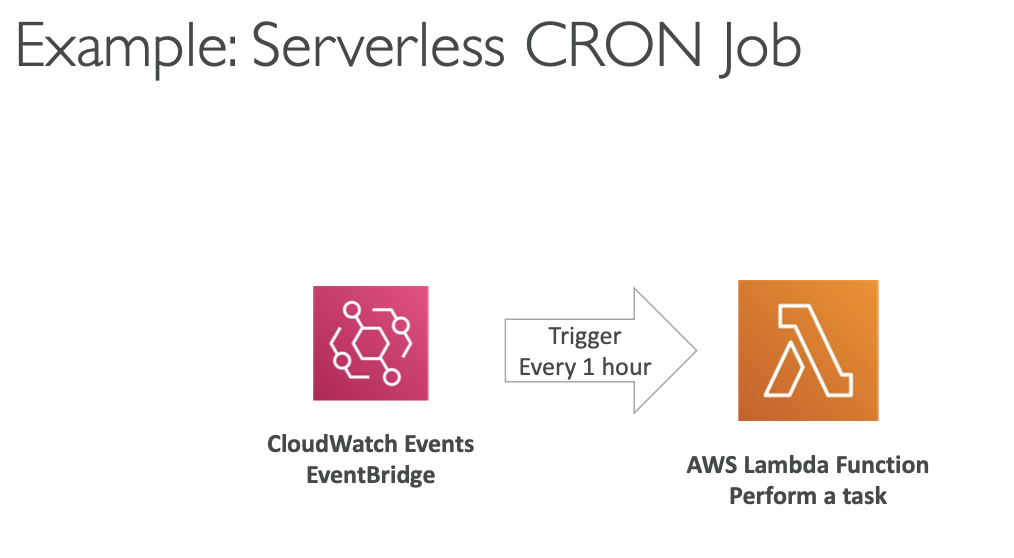 Example: Serverless CRON Job
Trigger
Every 1 hour
CloudWatch Events
EventBridge
AWS Lambda Function
Perform a task